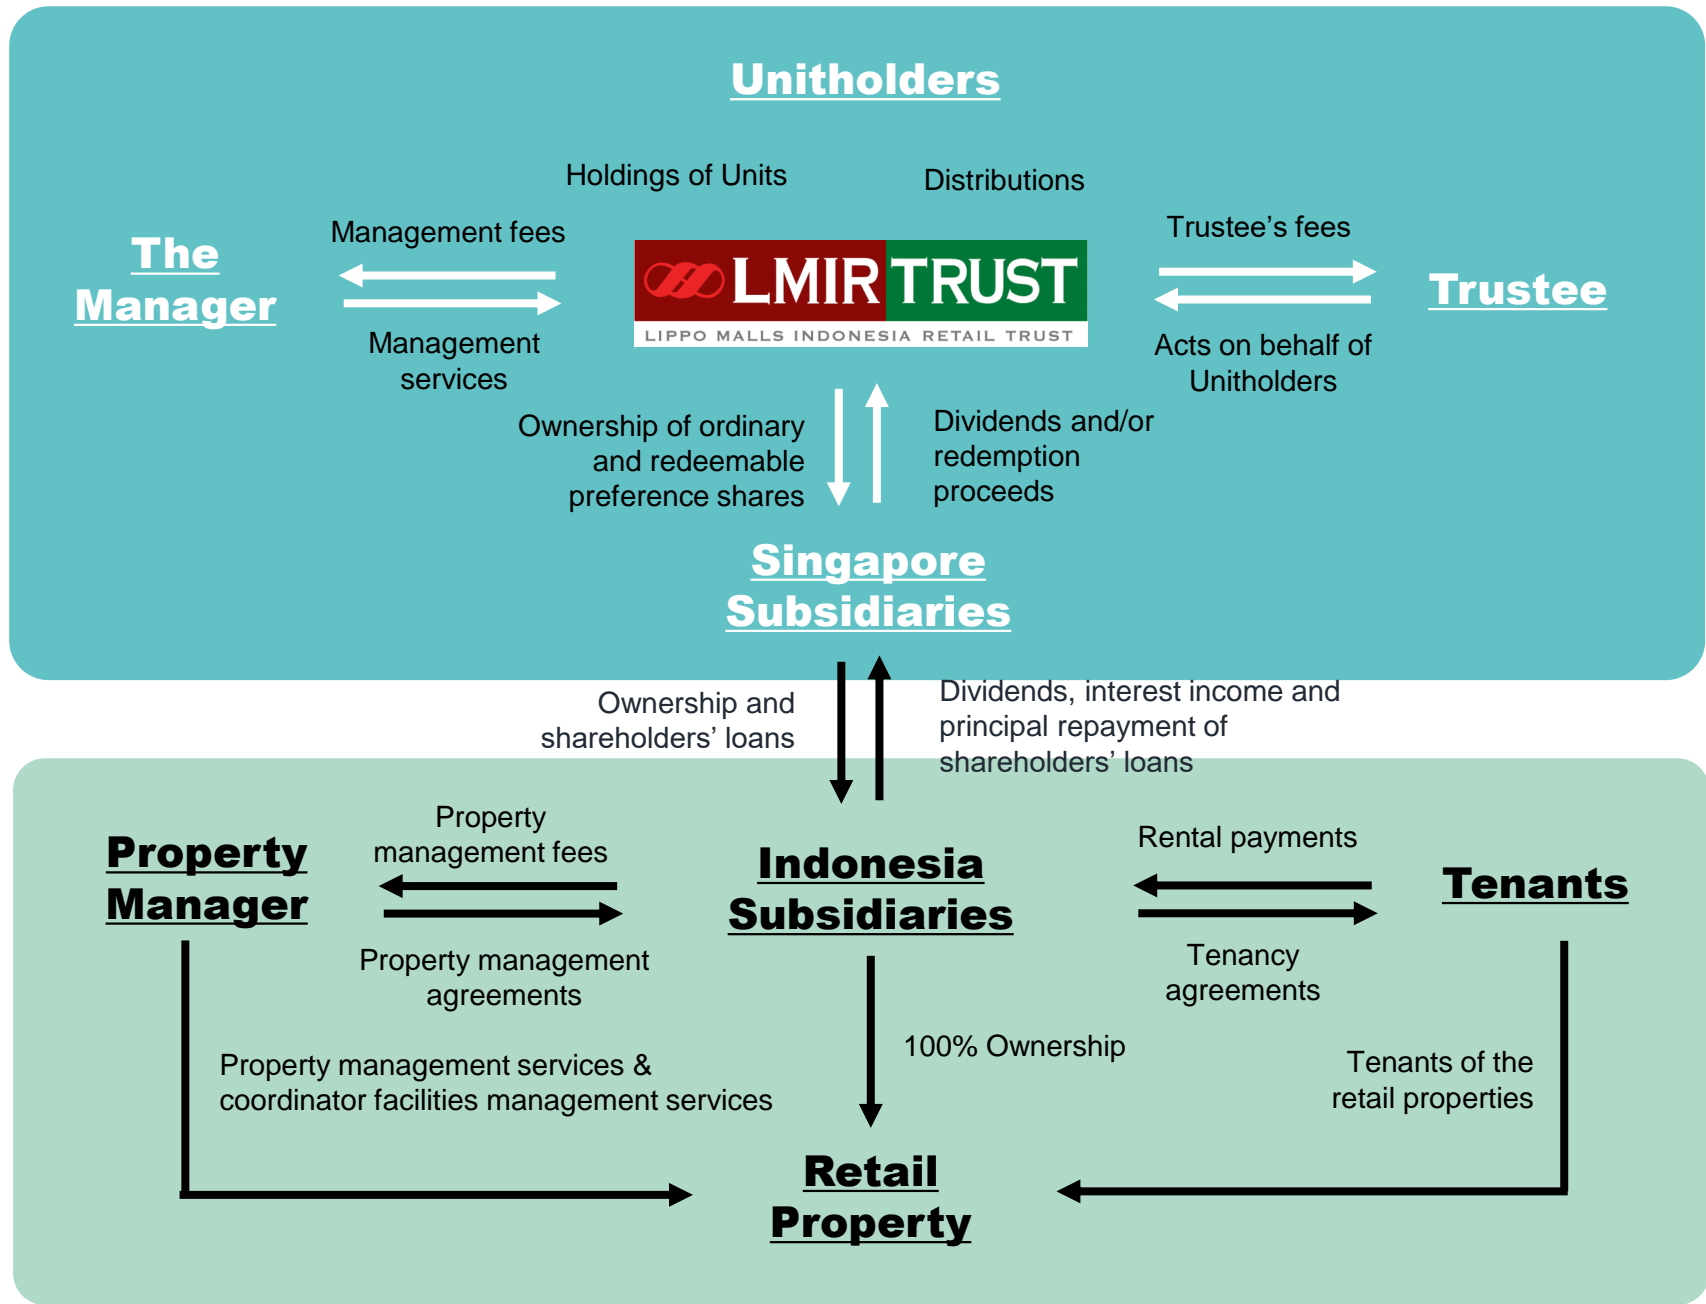 Unitholders
Holdings of Units
Distributions
Management fees
Trustee's fees
The
Manager
LMIR TRUST
LIPPO MALLS INDONESIA RETAIL TRUST
Trustee
Management
services
Acts on behalf of
Unitholders
Ownership of ordinary
and redeemable
preference shares
Dividends and/or
redemption
proceeds
Singapore
Subsidiaries
Ownership and
shareholders' loans
Dividends, interest income and
principal repayment of
shareholders' loans
Property
Manager
Property
management fees
Indonesia
Subsidiaries
Rental payments
Tenants
Property management
agreements
Tenancy
agreements
Property management services &
coordinator facilities management services
100% Ownership
Tenants of the
retail properties
Retail
Property